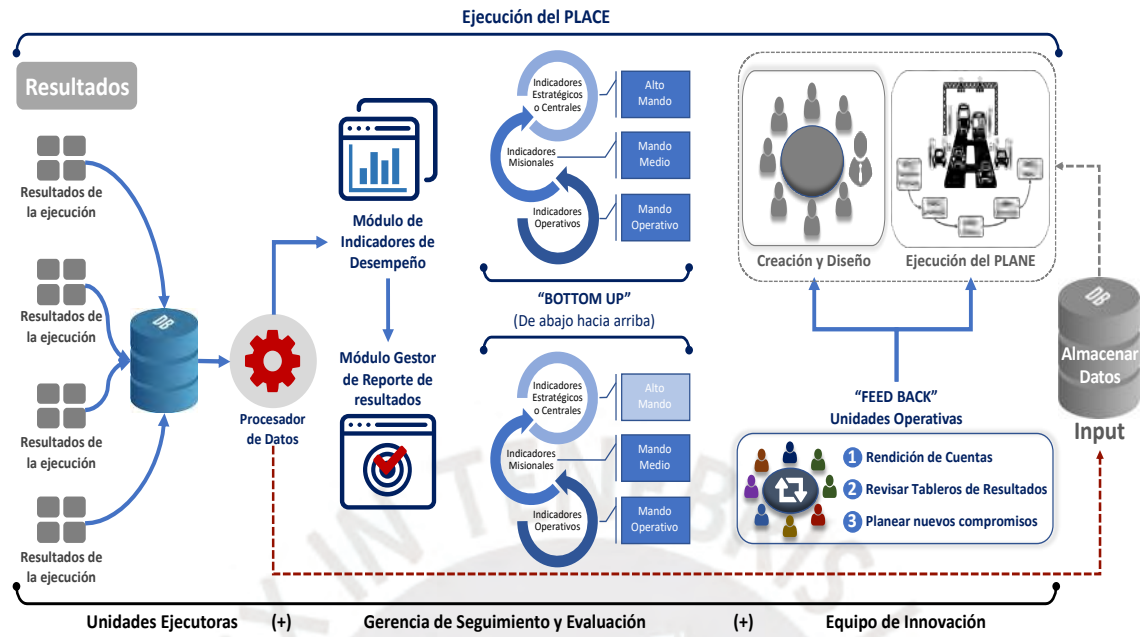 Ejecución del PLACE
Resultados
Resultados de
la ejecución
Resultados de
la ejecución
Resultados de
la ejecución
Resultados de
la ejecución
DB
Procesador
de Datos
Módulo de
Indicadores de
Desempeño
Módulo Gestor
de Reporte de
resultados
Indicadores
Estratégicos
o Centrales
Indicadores
Misionales
Indicadores
Operativos
Alto
Mando
Mando
Medio
Mando
Operativo
“BOTTOM UP”
(De abajo hacia arriba)
Indicadores
Estratégicos
o Centrales
Indicadores
Misionales
Indicadores
Operativos
Alto
Mando
Mando
Medio
Mando
Operativo
Creación y Diseño
Ejecución del PLANE
“FEED BACK”
Unidades Operativas
1 Rendición de Cuentas
2 Revisar Tableros de Resultados
3 Planear nuevos compromisos
DB
Almacenar
Datos
Input
Unidades Ejecutoras (+) Gerencia de Seguimiento y Evaluación (+) Equipo de Innovación
X IN TENEBRIS L